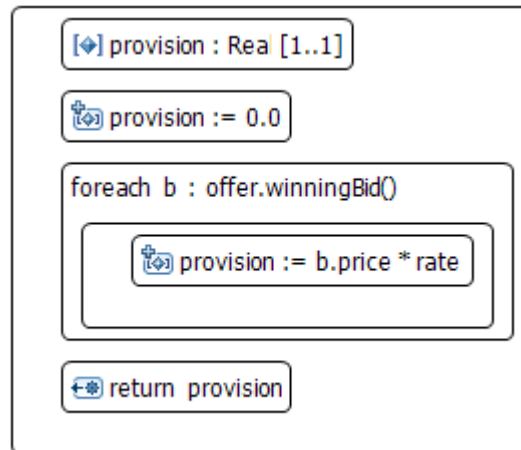 provision : Real [1..1]
provision := 0.0
foreach b : offer.winningBid()
provision := b.price * rate
return provision